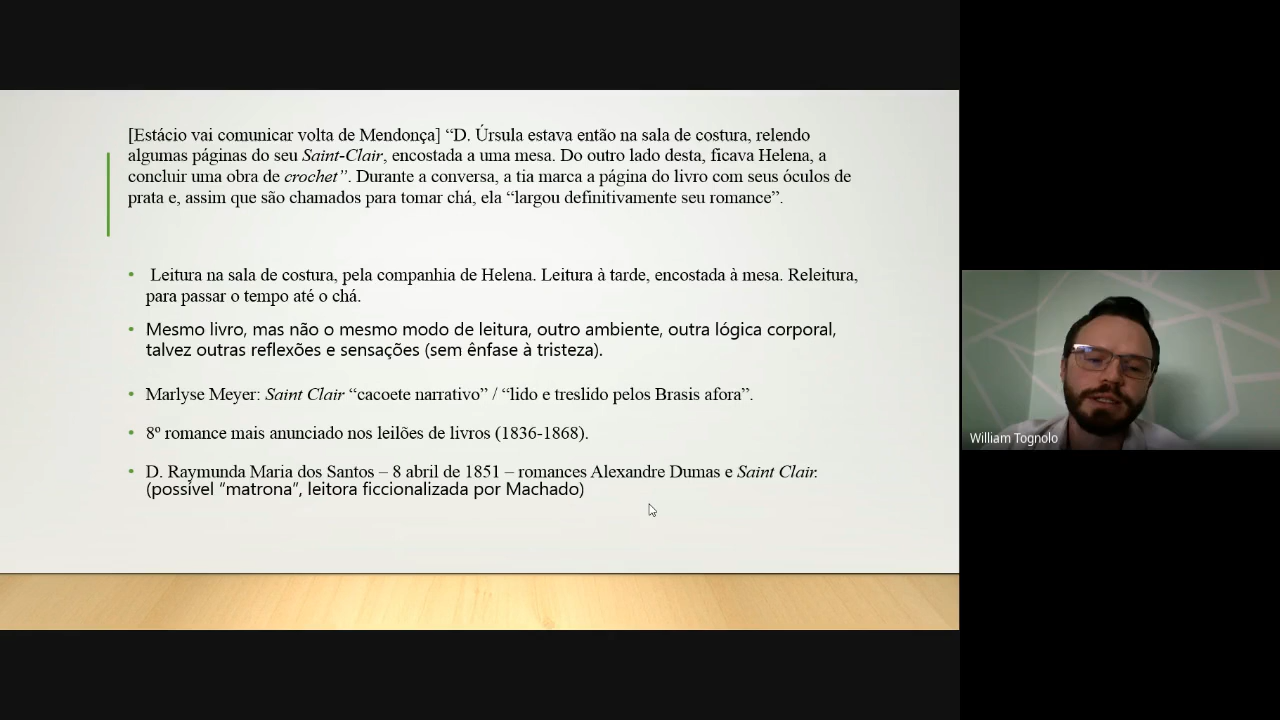 [Estácio vai comunicar volta de Mendonça] “D. Úrsula estava então na sala de costura, relendo
algumas páginas do seu Saint-Clair, encostada a uma mesa. Do outro lado desta, ficava Helena, a
concluir uma obra de crochet”. Durante a conversa, a tia marca a página do livro com seus óculos de
prata e, assim que são chamados para tomar chá, ela “largou definitivamente seu romance”.
• Leitura na sala de costura, pela companhia de Helena. Leitura à tarde, encostada à mesa. Releitura,
para passar o tempo até o chá.
• Mesmo livro, mas não o mesmo modo de leitura, outro ambiente, outra lógica corporal,
talvez outras reflexões e sensações (sem ênfase à tristeza).
• Marlyse Meyer: Saint Clair “cacoete narrativo” / “lido e treslido pelos Brasis afora”.
• 8º romance mais anunciado nos leilões de livros (1836-1868).
• D. Raymunda Maria dos Santos – 8 abril de 1851 – romances Alexandre Dumas e Saint Clair.
(possível “matrona”, leitora ficcionalizada por Machado)
William Tognolo